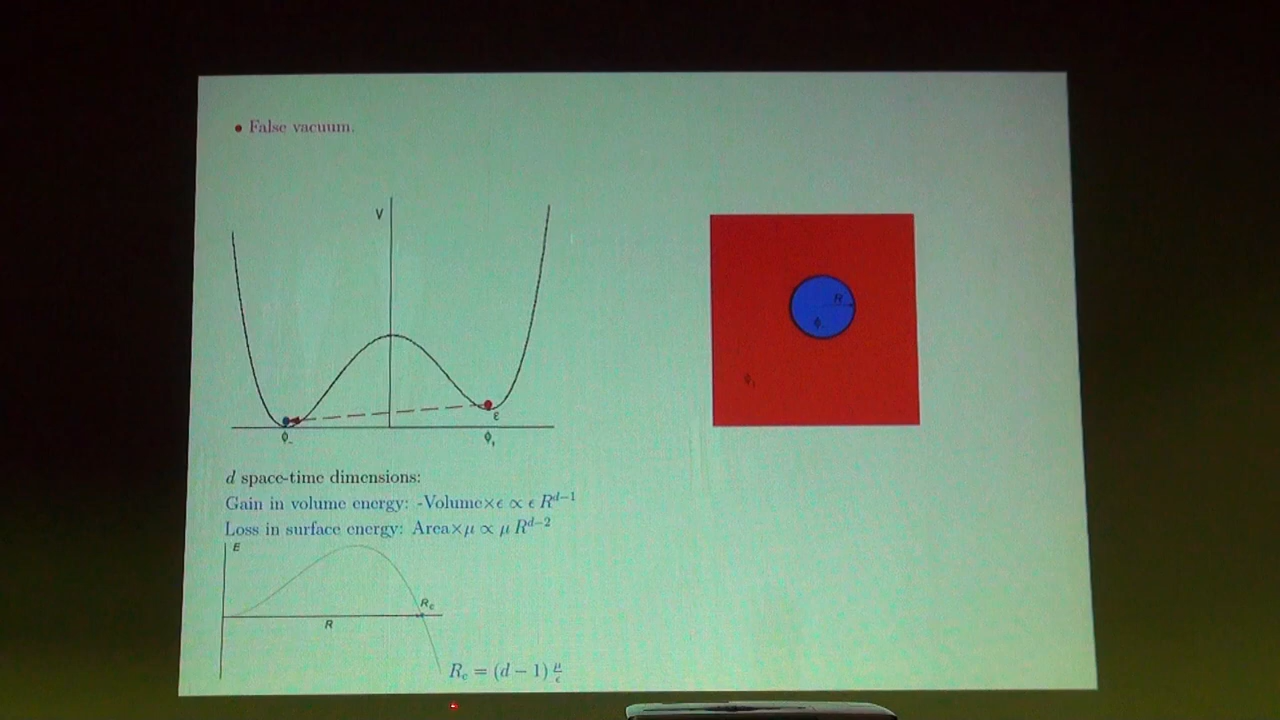 • False vacuum.
V
ε
ϕ₋
ϕ₊
R
ϕ₋
d space-time dimensions:
Gain in volume energy: -Volume×ϵ ∝ ϵ R^{d−1}
Loss in surface energy: Area×μ ∝ μ R^{d−2}
E
R_c
R
R_c = (d − 1) μ/ϵ